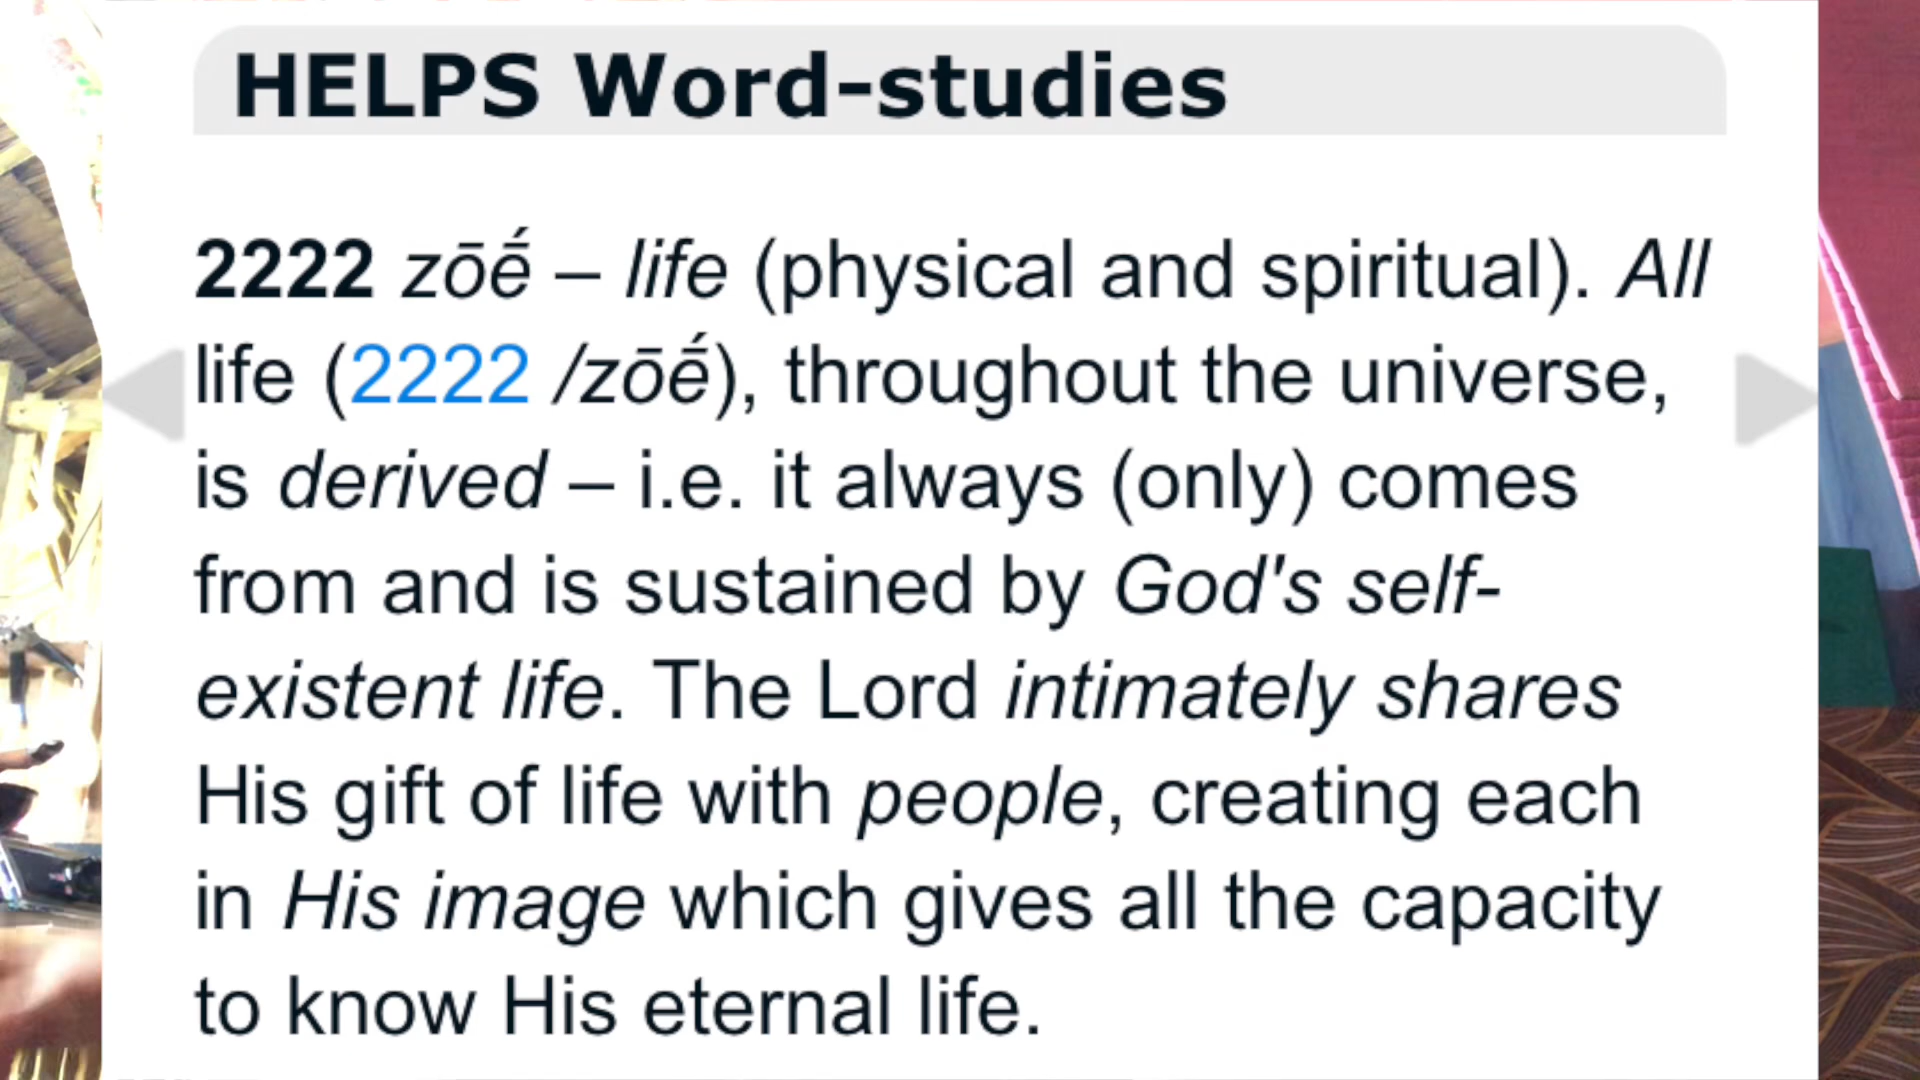 HELPS Word-studies
2222 zōḗ – life (physical and spiritual). All
life (2222 /zōḗ), throughout the universe,
is derived – i.e. it always (only) comes
from and is sustained by God's self-
existent life. The Lord intimately shares
His gift of life with people, creating each
in His image which gives all the capacity
to know His eternal life.